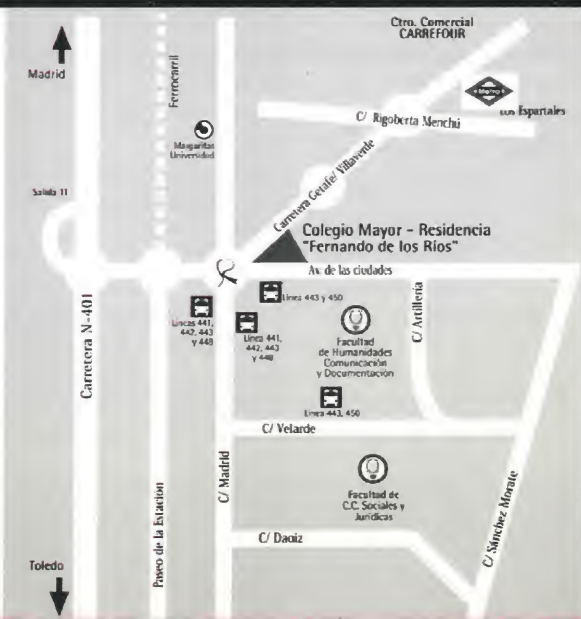 Ctro. Comercial
CARREFOUR
Madrid
Ferrocarril
Metro
Los Espartales
C/ Rigoberta Menchú
Margaritas
Universidad
Carretera Getafe/ Villaverde
Salida 11
Colegio Mayor - Residencia
"Fernando de los Ríos"
Av. de las ciudades
Línea 443 y 450
Líneas 441,
442, 443
y 448
Línea 441,
442, 443
y 448
C/ Artillería
Facultad
de Humanidades
Comunicación
y Documentación
Carretera N-401
Línea 443, 450
C/ Velarde
C/ Madrid
Facultad de
C.C. Sociales y
Jurídicas
Paseo de la Estación
C/ Sánchez Morate
C/ Daoiz
Toledo